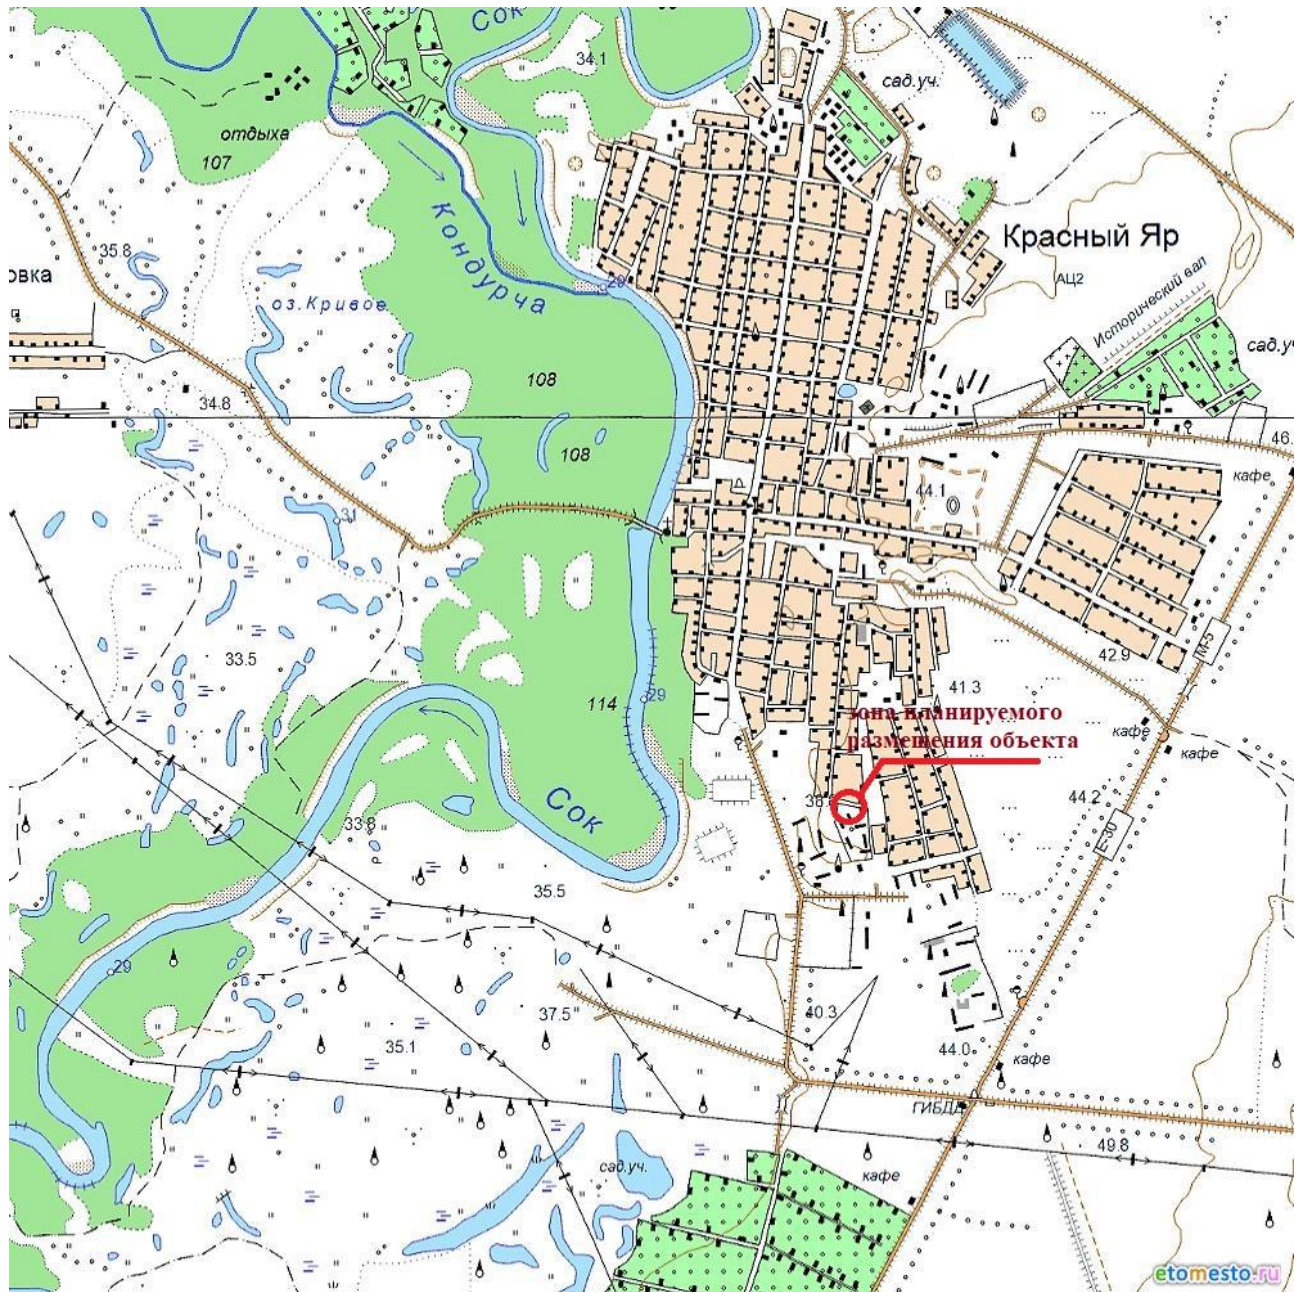 Сок
34.1
сад.уч.
отдыха
107
Красный Яр
35.8
Кондурча
29
АЦ2
Исторический вал
овка
оз.Кривое
сад.уч
108
34.8
108
46.
кафе
44.1
31
33.5
42.9
М-5
114
29
41.3
зона планируемого
размещения объекта
кафе
кафе
Сок
44.2
33.8
Е-30
35.5
29
37.5
40.3
35.1
44.0
кафе
ГИБДД
49.8
сад.уч.
кафе
etomesto.ru